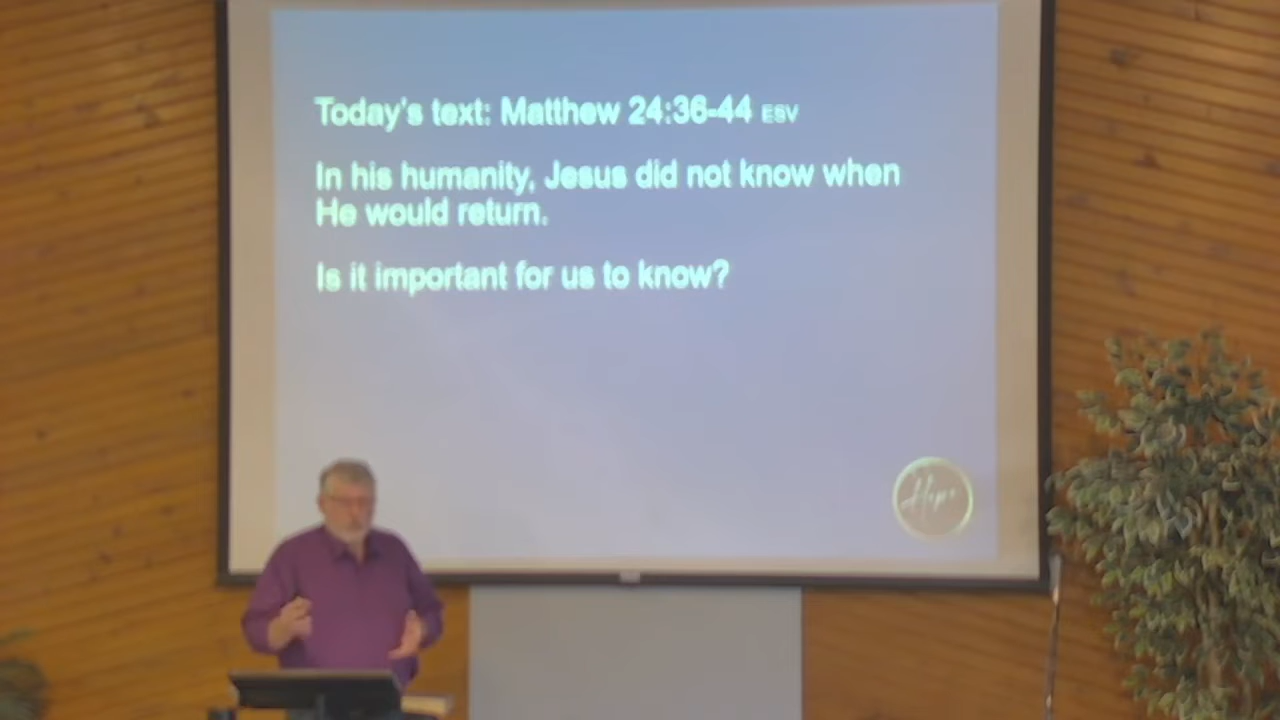 Today's text: Matthew 24:36-44 ESV
In his humanity, Jesus did not know when
He would return.
Is it important for us to know?
Hope